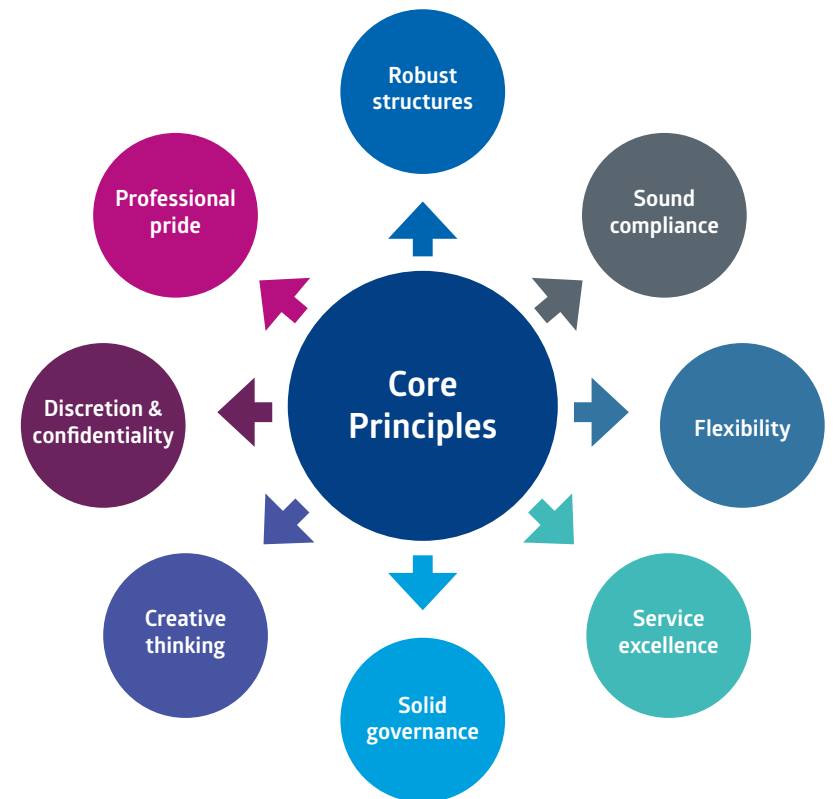 Robust
structures
Sound
compliance
Flexibility
Service
excellence
Solid
governance
Creative
thinking
Discretion &
confidentiality
Professional
pride
Core
Principles